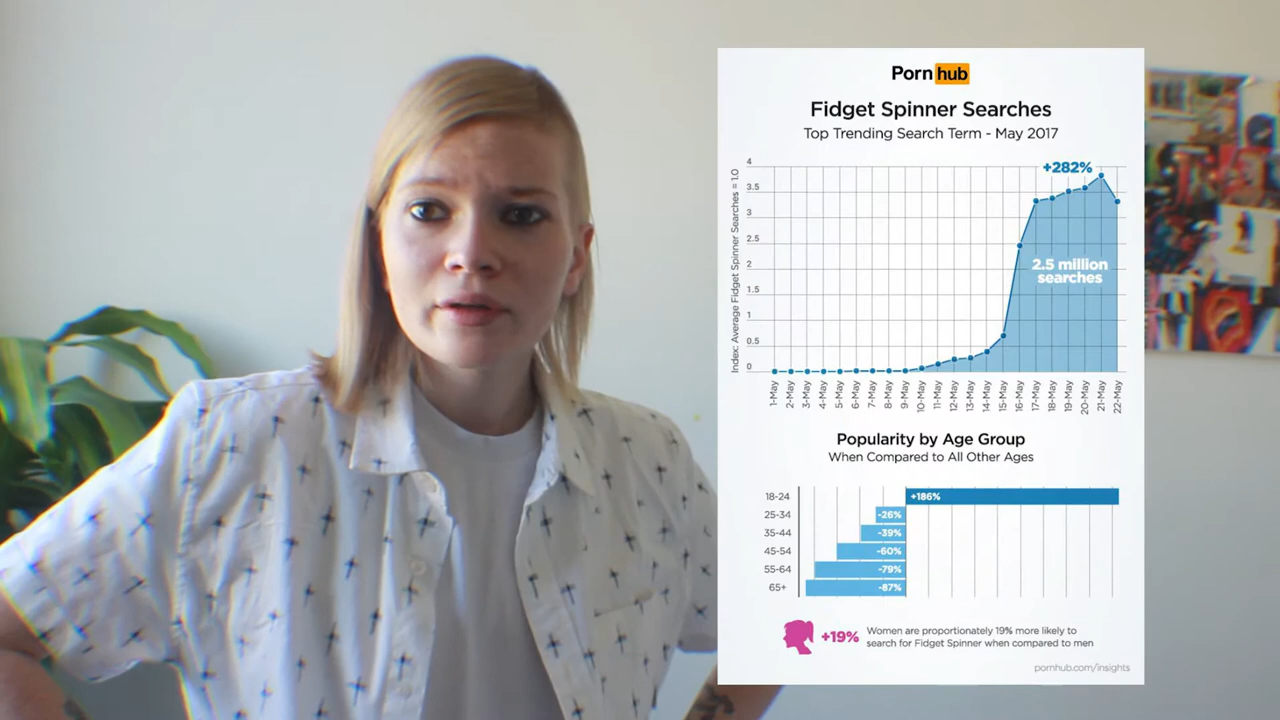 Porn hub
Fidget Spinner Searches
Top Trending Search Term - May 2017
Index: Average Fidget Spinner Searches = 1.0
4
3.5
3
2.5
2
1.5
1
0.5
0
+282%
2.5 million
searches
1-May
2-May
3-May
4-May
5-May
6-May
7-May
8-May
9-May
10-May
11-May
12-May
13-May
14-May
15-May
16-May
17-May
18-May
19-May
20-May
21-May
22-May
Popularity by Age Group
When Compared to All Other Ages
18-24 +186%
25-34 -26%
35-44 -39%
45-54 -60%
55-64 -79%
65+ -87%
+19%
Women are proportionately 19% more likely to
search for Fidget Spinner when compared to men
pornhub.com/insights